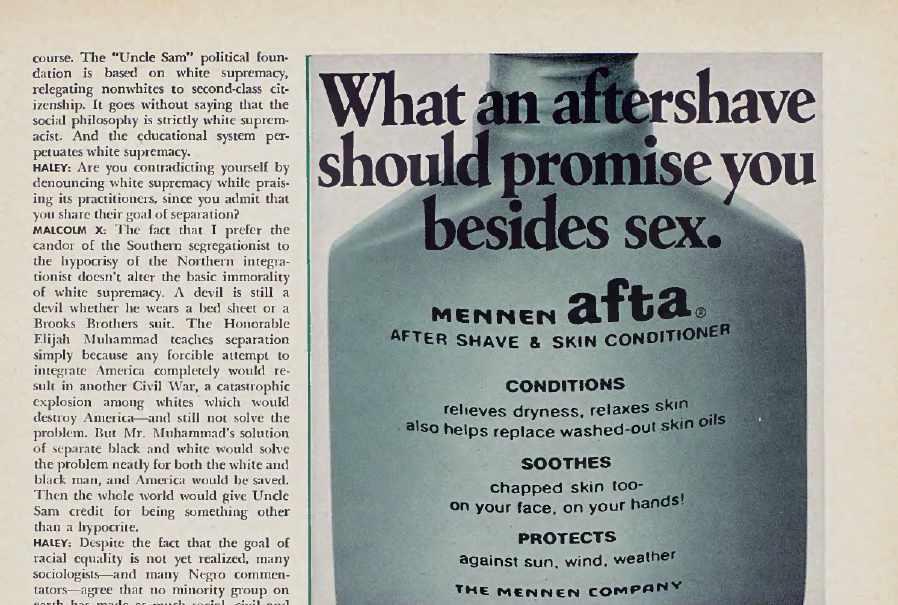 course. The "Uncle Sam" political foun-
dation is based on white supremacy,
relegating nonwhites to second-class cit-
izenship. It goes without saying that the
social philosophy is strictly white suprem-
acist. And the educational system per-
petuates white supremacy.
HALEY: Are you contradicting yourself by
denouncing white supremacy while prais-
ing its practitioners, since you admit that
you share their goal of separation?
MALCOLM X: The fact that I prefer the
candor of the Southern segregationist to
the hypocrisy of the Northern integra-
tionist doesn't alter the basic immorality
of white supremacy. A devil is still a
devil whether he wears a bed sheet or a
Brooks Brothers suit. The Honorable
Elijah Muhammad teaches separation
simply because any forcible attempt to
integrate America completely would re-
sult in another Civil War, a catastrophic
explosion among whites which would
destroy America—and still not solve the
problem. But Mr. Muhammad's solution
of separate black and white would solve
the problem neatly for both the white and
black man, and America would be saved.
Then the whole world would give Uncle
Sam credit for being something other
than a hypocrite.
HALEY: Despite the fact that the goal of
racial equality is not yet realized, many
sociologists—and many Negro commen-
tators—agree that no minority group on
earth has made as much social, civil and
What an aftershave
should promise you
besides sex.
MENNEN afta®
AFTER SHAVE & SKIN CONDITIONER
CONDITIONS
relieves dryness, relaxes skin
also helps replace washed-out skin oils
SOOTHES
chapped skin too-
on your face, on your hands!
PROTECTS
against sun, wind, weather
THE MENNEN COMPANY